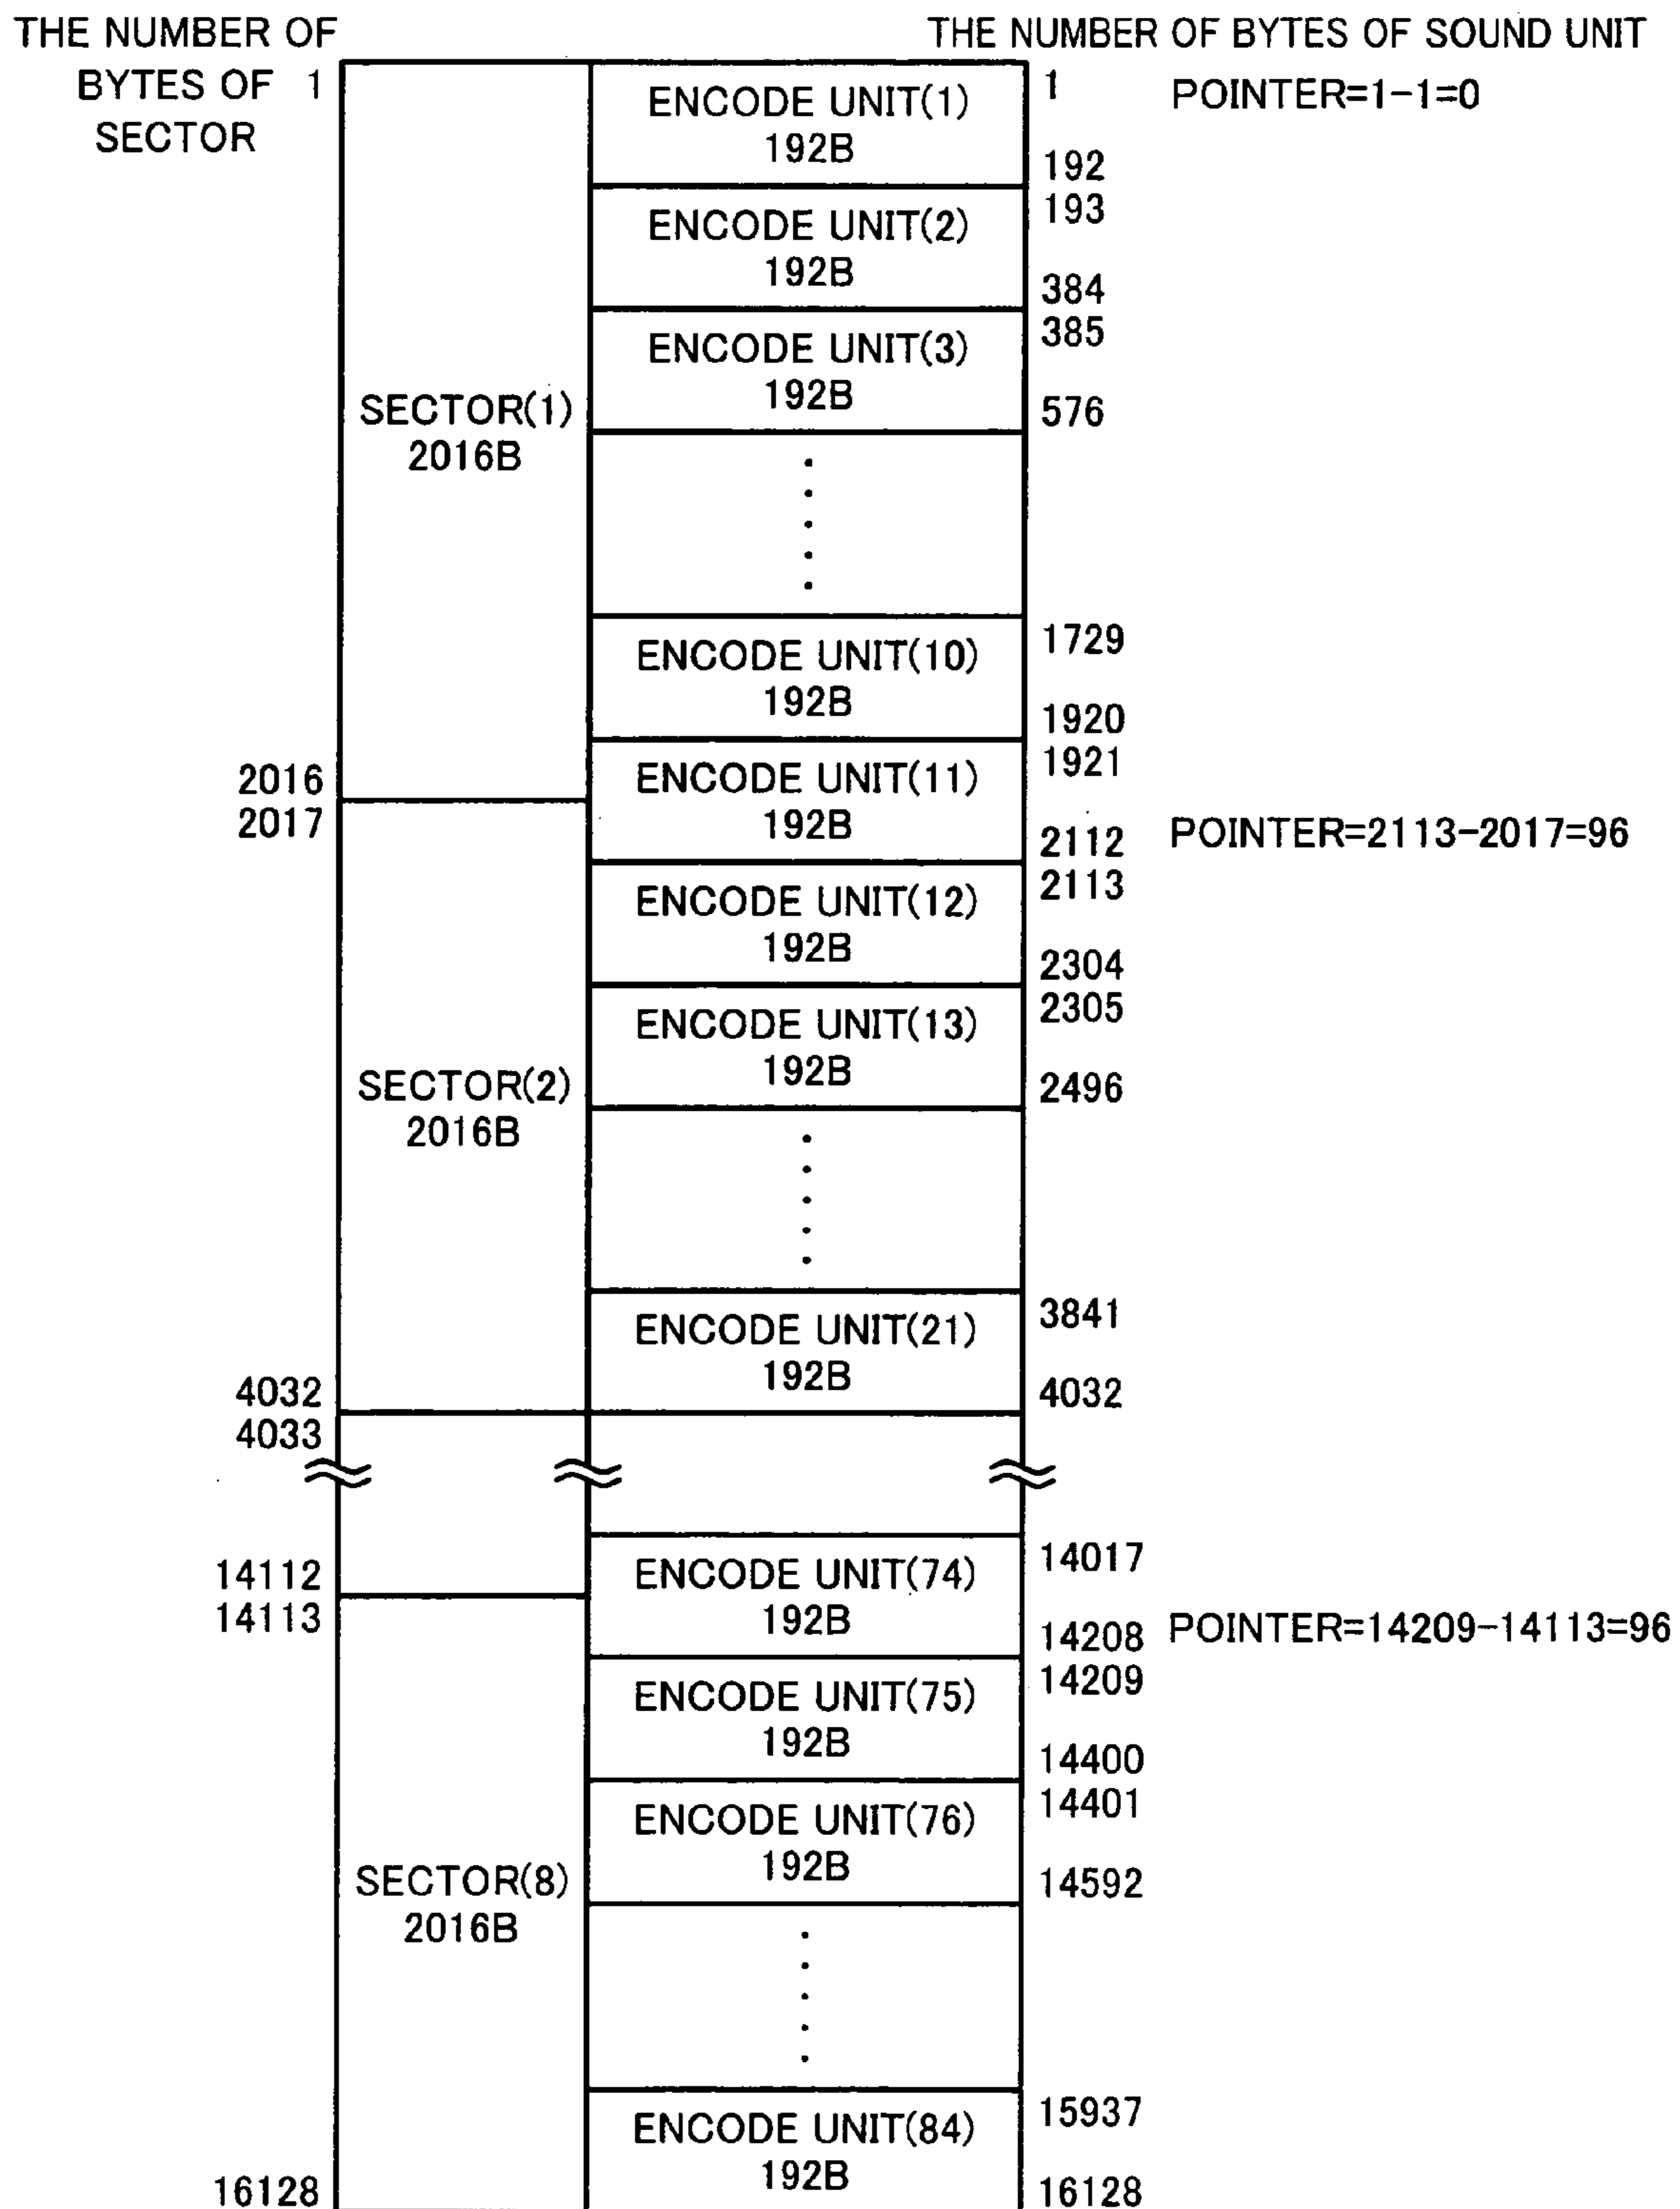 THE NUMBER OF
BYTES OF 1
SECTOR
THE NUMBER OF BYTES OF SOUND UNIT
ENCODE UNIT(1)
192B
1
192
POINTER=1-1=0
ENCODE UNIT(2)
192B
193
384
ENCODE UNIT(3)
192B
385
576
SECTOR(1)
2016B
ENCODE UNIT(10)
192B
1729
1920
2016
2017
ENCODE UNIT(11)
192B
1921
2112
POINTER=2113-2017=96
ENCODE UNIT(12)
192B
2113
2304
ENCODE UNIT(13)
192B
2305
2496
SECTOR(2)
2016B
ENCODE UNIT(21)
192B
3841
4032
4032
4033
14112
14113
ENCODE UNIT(74)
192B
14017
14208
POINTER=14209-14113=96
ENCODE UNIT(75)
192B
14209
14400
ENCODE UNIT(76)
192B
14401
14592
SECTOR(8)
2016B
ENCODE UNIT(84)
192B
15937
16128
16128